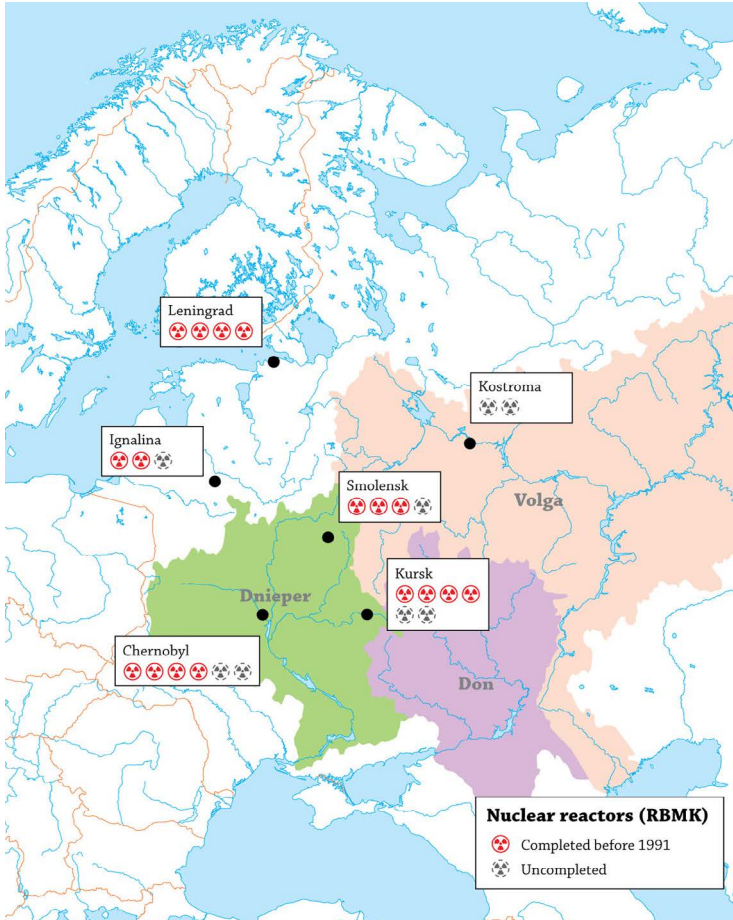 Leningrad
Kostroma
Ignalina
Smolensk
Volga
Kursk
Dnieper
Chernobyl
Don
Nuclear reactors (RBMK)
Completed before 1991
Uncompleted